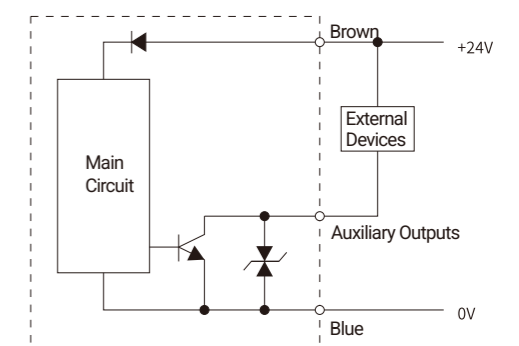 Brown
+24V
External
Devices
Main
Circuit
Auxiliary Outputs
0V
Blue